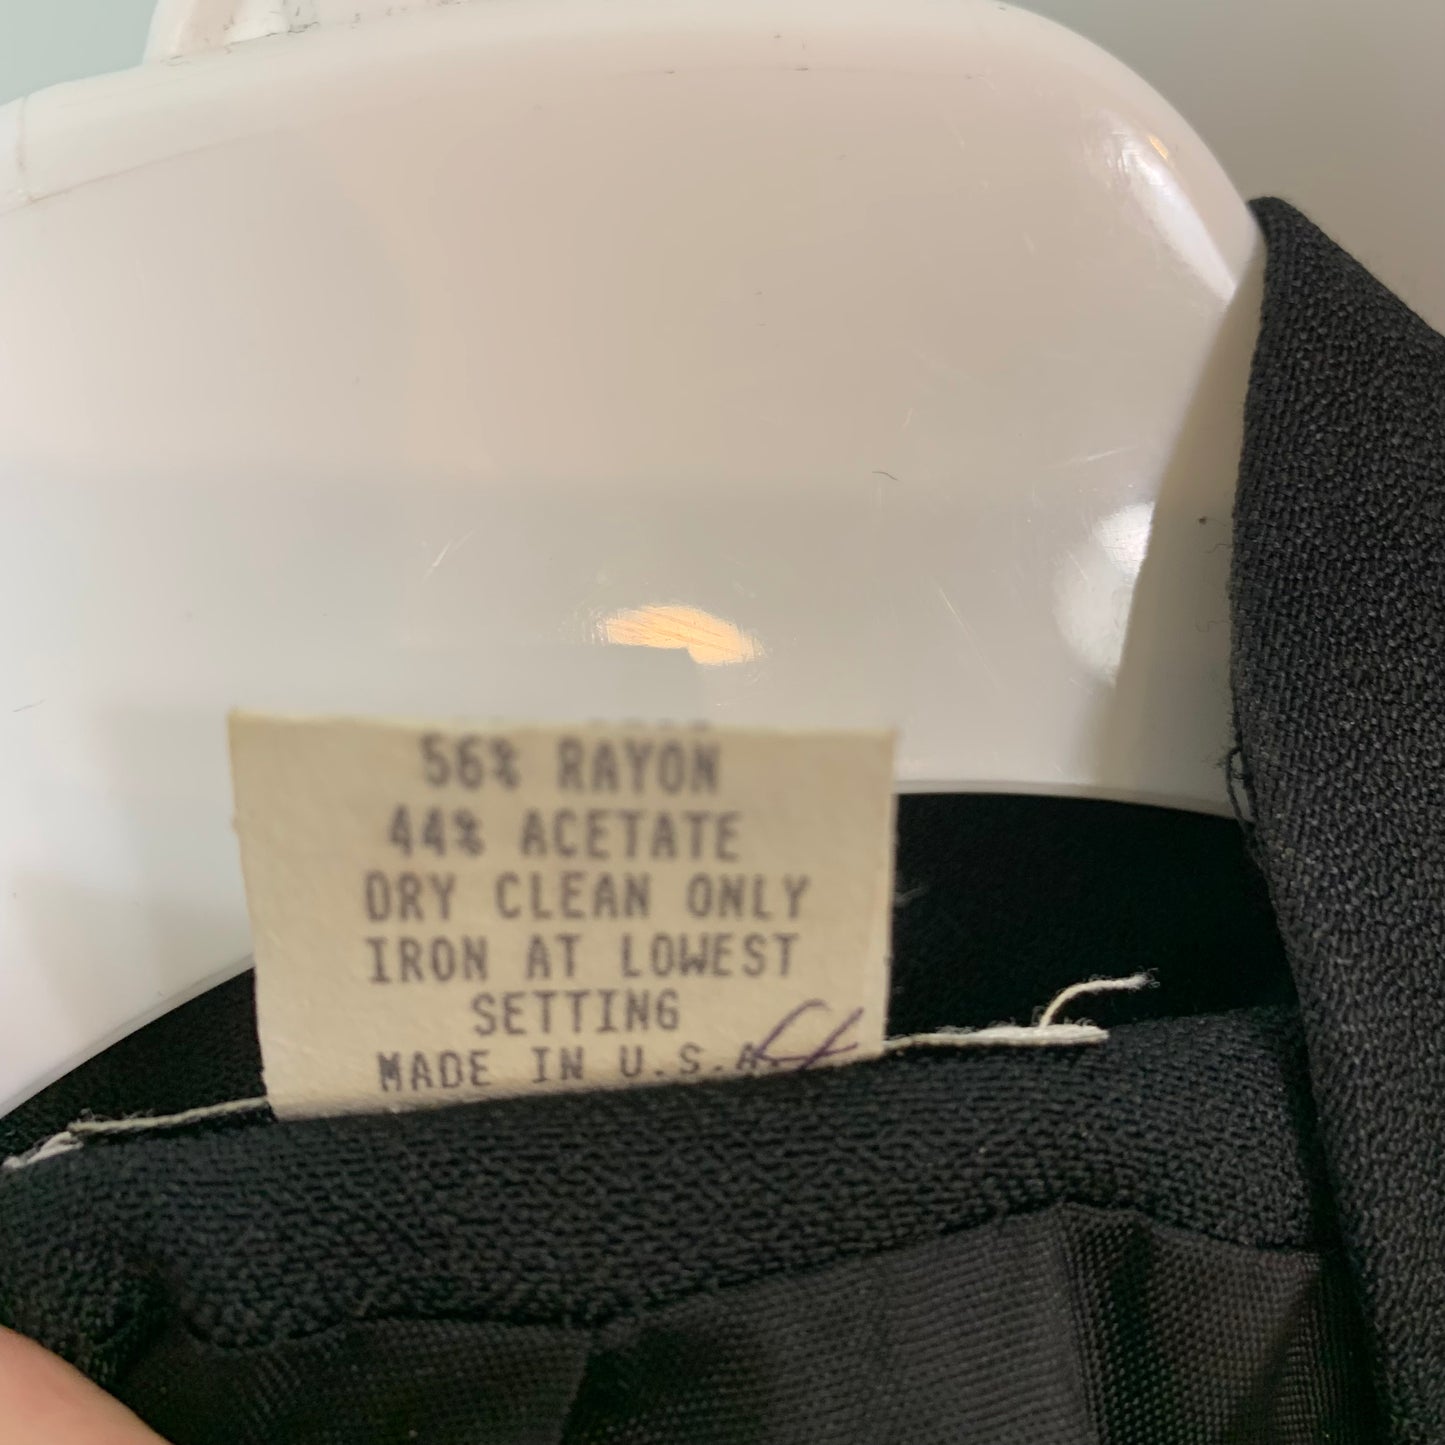 56% RAYON
44% ACETATE
DRY CLEAN ONLY
IRON AT LOWEST
SETTING
MADE IN U.S.A.